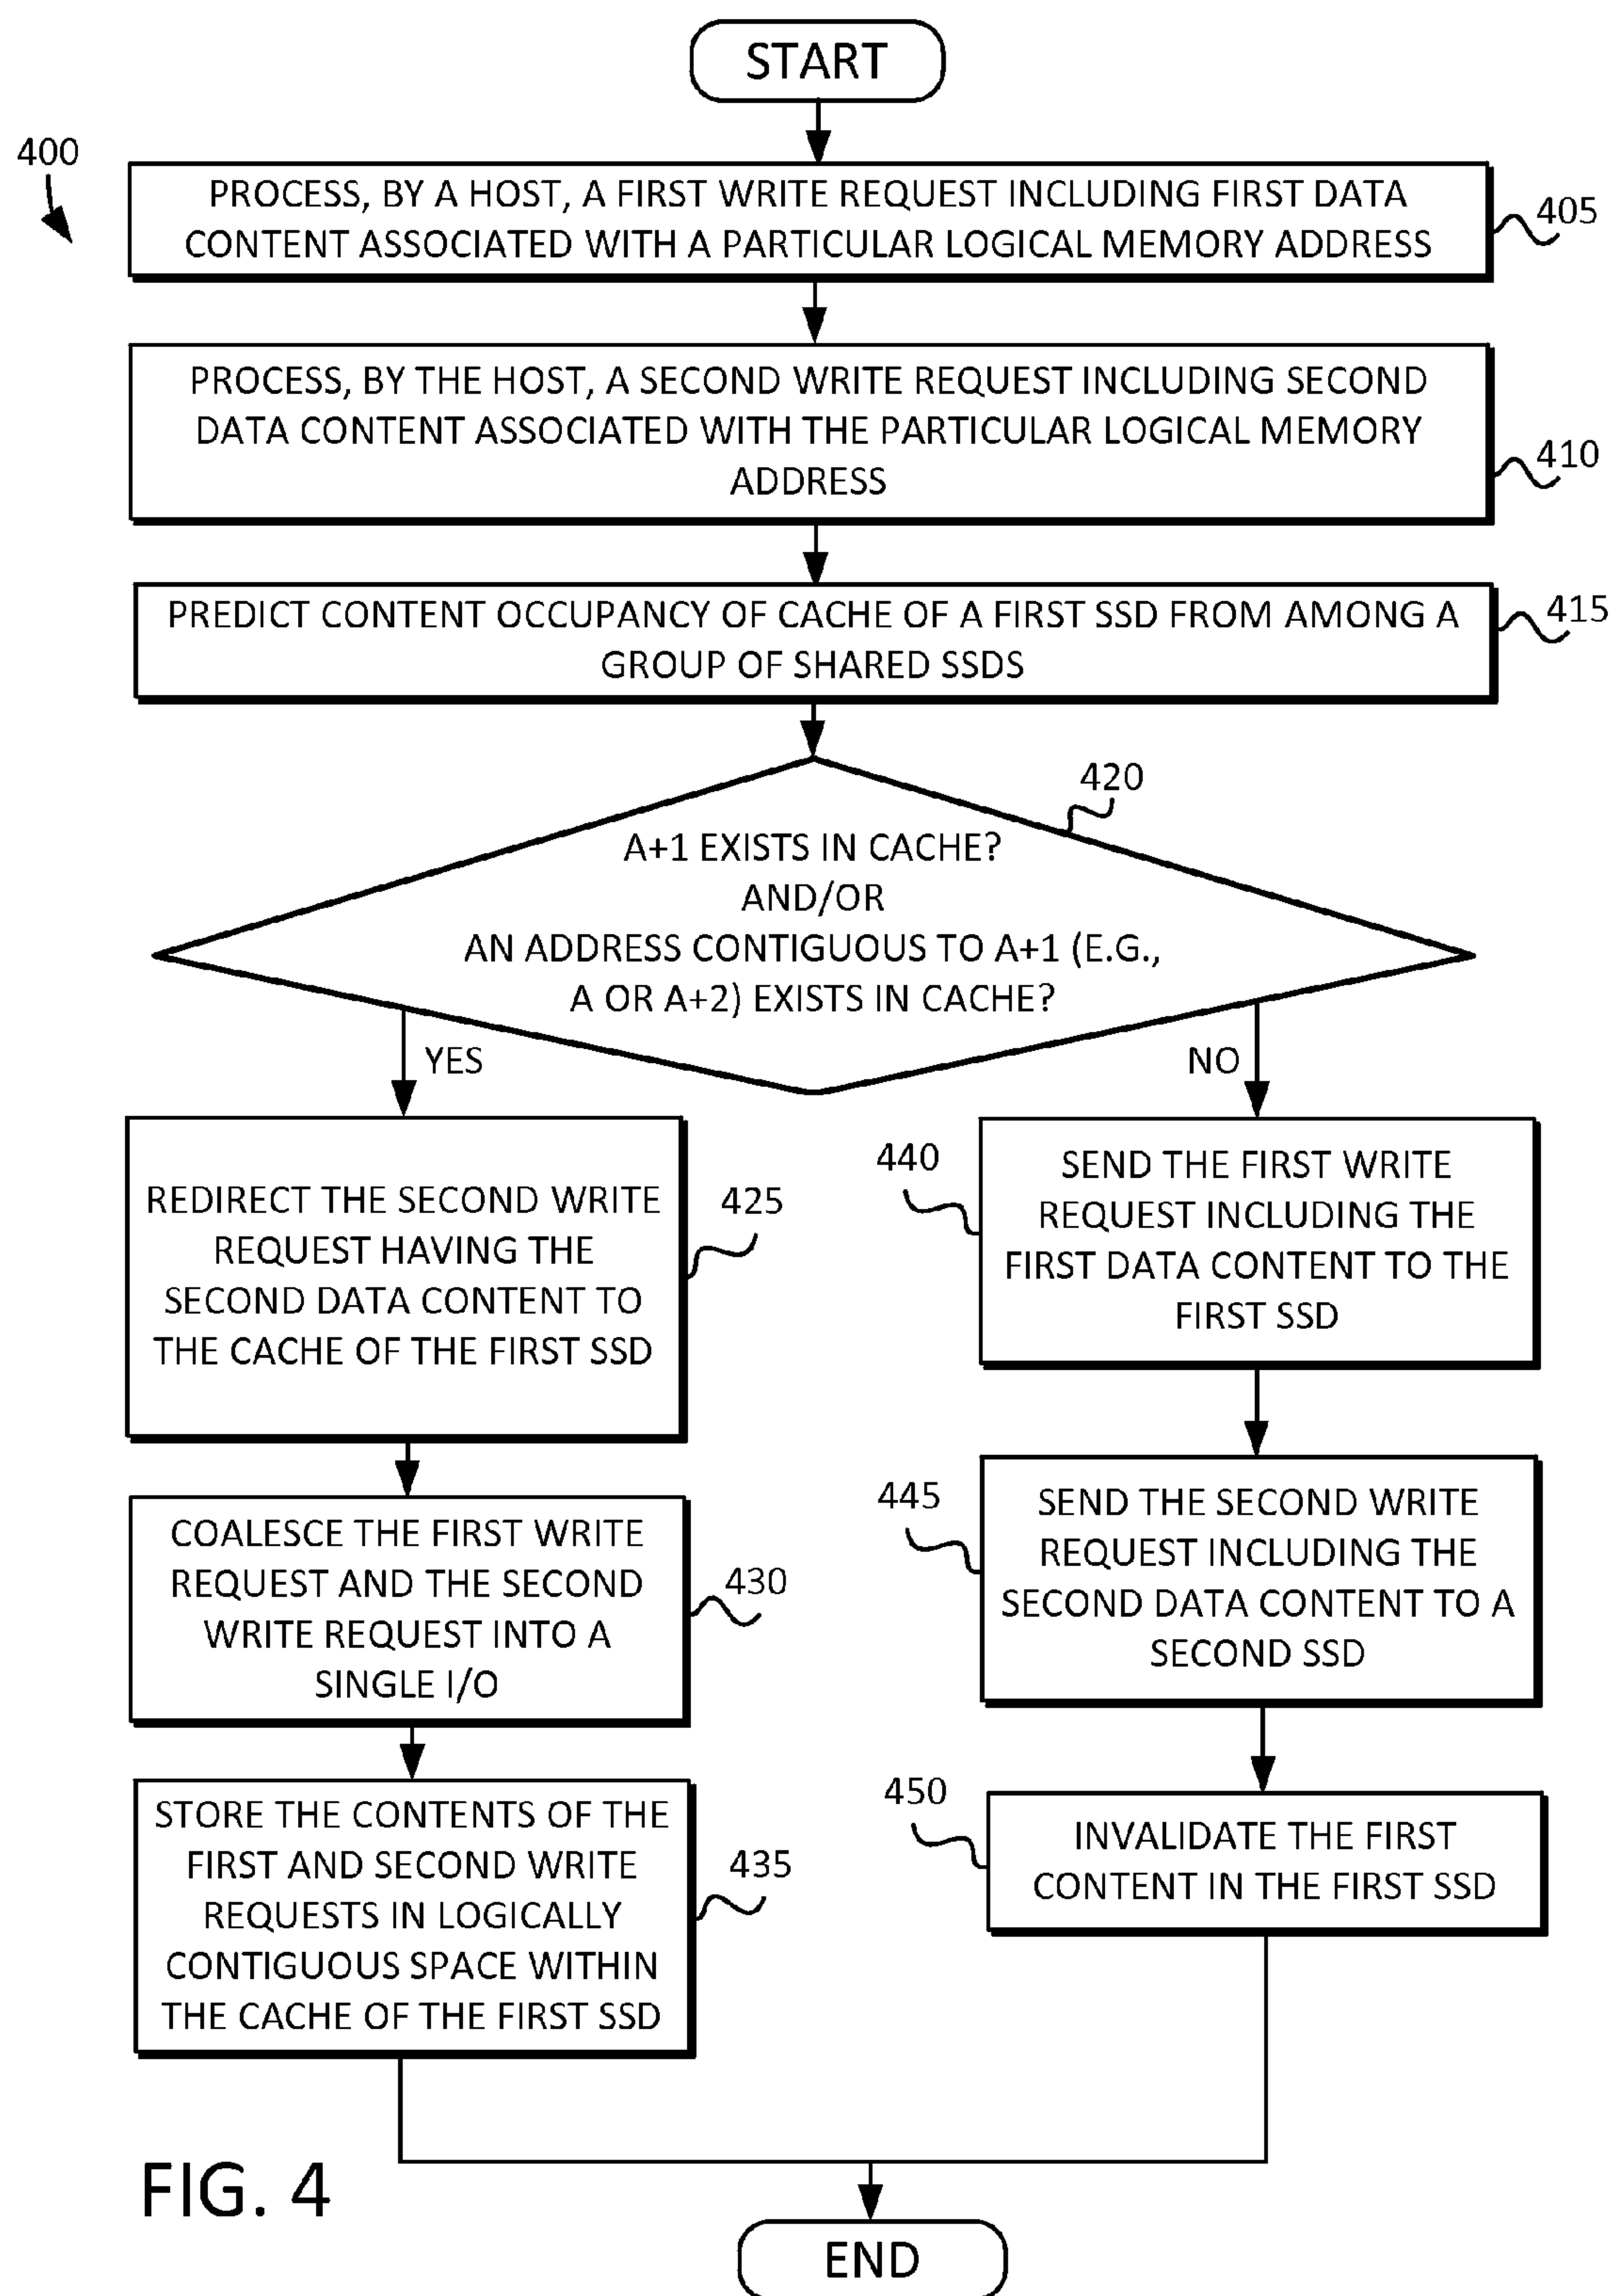 START
400
PROCESS, BY A HOST, A FIRST WRITE REQUEST INCLUDING FIRST DATA
CONTENT ASSOCIATED WITH A PARTICULAR LOGICAL MEMORY ADDRESS
405
PROCESS, BY THE HOST, A SECOND WRITE REQUEST INCLUDING SECOND
DATA CONTENT ASSOCIATED WITH THE PARTICULAR LOGICAL MEMORY
ADDRESS
410
PREDICT CONTENT OCCUPANCY OF CACHE OF A FIRST SSD FROM AMONG A
GROUP OF SHARED SSDS
415
420
A+1 EXISTS IN CACHE?
AND/OR
AN ADDRESS CONTIGUOUS TO A+1 (E.G.,
A OR A+2) EXISTS IN CACHE?
YES
NO
REDIRECT THE SECOND WRITE
REQUEST HAVING THE
SECOND DATA CONTENT TO
THE CACHE OF THE FIRST SSD
425
COALESCE THE FIRST WRITE
REQUEST AND THE SECOND
WRITE REQUEST INTO A
SINGLE I/O
430
STORE THE CONTENTS OF THE
FIRST AND SECOND WRITE
REQUESTS IN LOGICALLY
CONTIGUOUS SPACE WITHIN
THE CACHE OF THE FIRST SSD
435
440
SEND THE FIRST WRITE
REQUEST INCLUDING THE
FIRST DATA CONTENT TO THE
FIRST SSD
445
SEND THE SECOND WRITE
REQUEST INCLUDING THE
SECOND DATA CONTENT TO A
SECOND SSD
450
INVALIDATE THE FIRST
CONTENT IN THE FIRST SSD
FIG. 4
END